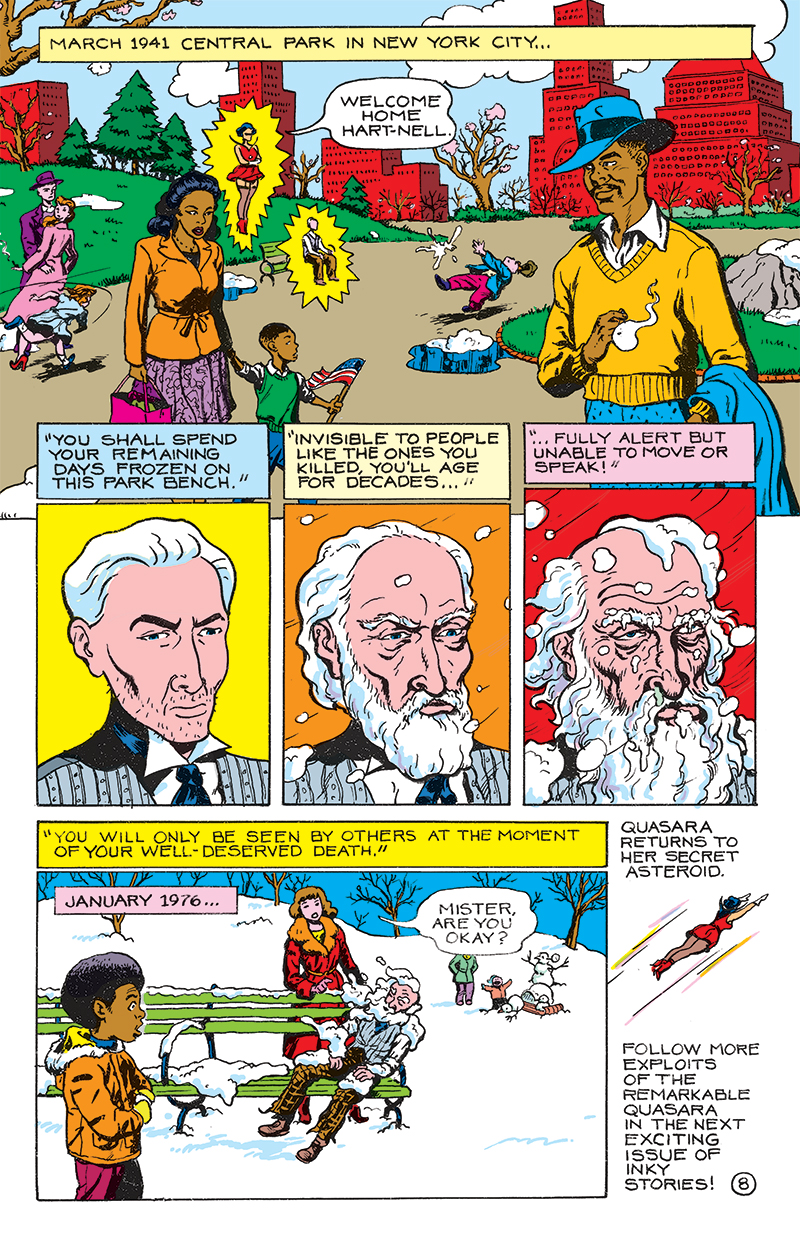 MARCH 1941 CENTRAL PARK IN NEW YORK CITY...
WELCOME
HOME
HART-NELL.
"YOU SHALL SPEND
YOUR REMAINING
DAYS FROZEN ON
THIS PARK BENCH."
"INVISIBLE TO PEOPLE
LIKE THE ONES YOU
KILLED, YOU'LL AGE
FOR DECADES..."
"... FULLY ALERT BUT
UNABLE TO MOVE OR
SPEAK!"
"YOU WILL ONLY BE SEEN BY OTHERS AT THE MOMENT
OF YOUR WELL-DESERVED DEATH."
JANUARY 1976...
MISTER,
ARE YOU
OKAY?
QUASARA
RETURNS TO
HER SECRET
ASTEROID.
FOLLOW MORE
EXPLOITS
OF THE
REMARKABLE
QUASARA
IN THE NEXT
EXCITING
ISSUE OF
INKY
STORIES!
8